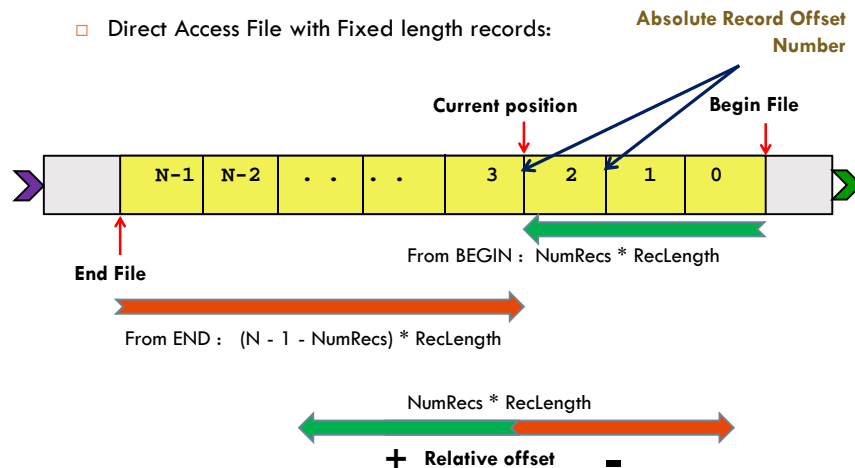 Direct Access File with Fixed length records:
Absolute Record Offset
Number
Current position
Begin File
N-1 N-2 . . . . 3 2 1 0
From BEGIN : NumRecs * RecLength
End File
From END : (N - 1 - NumRecs) * RecLength
NumRecs * RecLength
+ Relative offset -